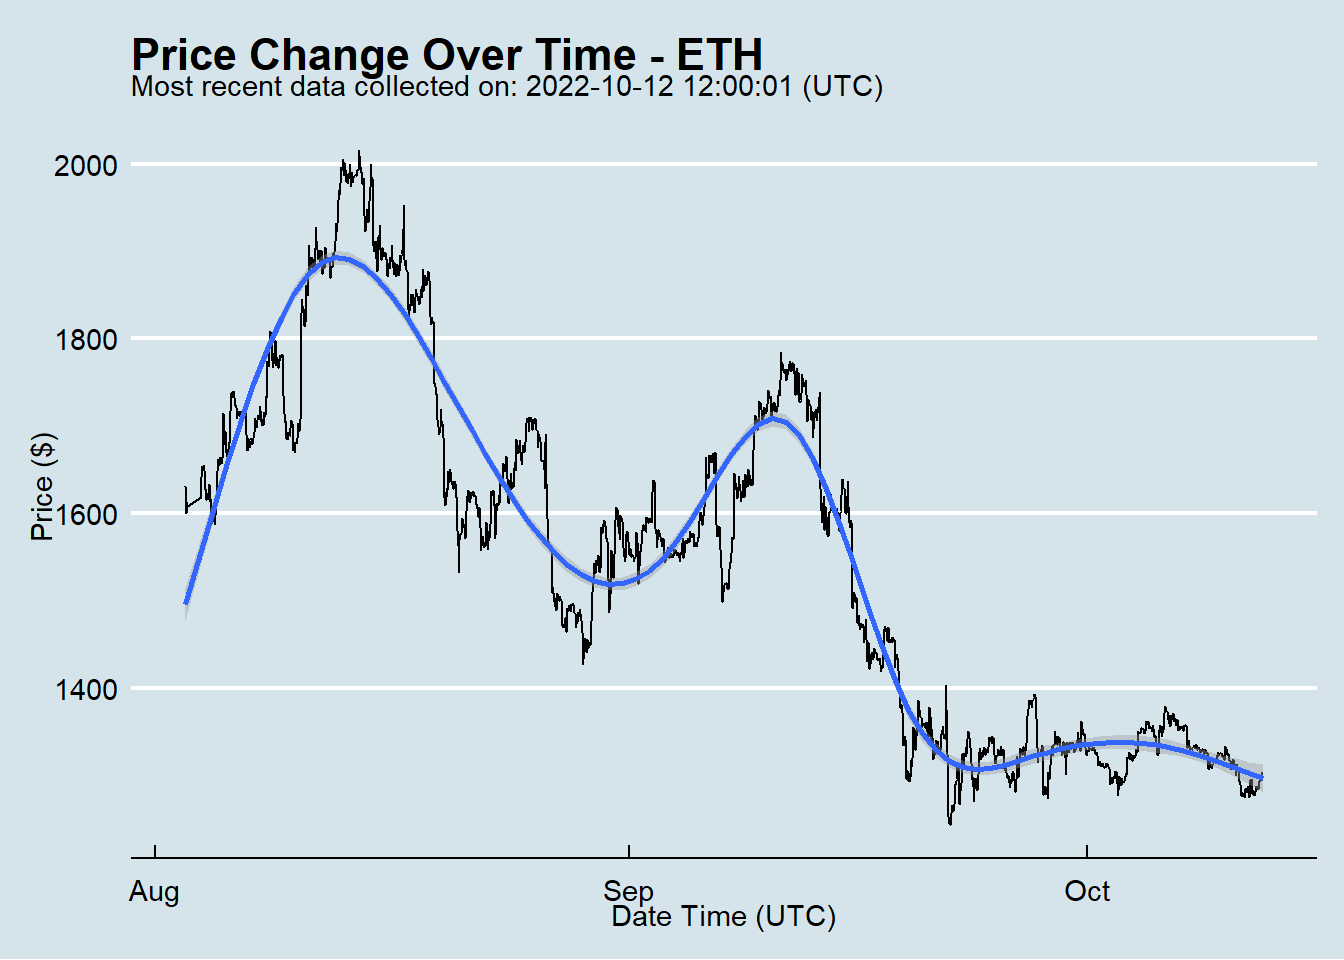 Price Change Over Time - ETH
Most recent data collected on: 2022-10-12 12:00:01 (UTC)
2000
1800
1600
1400
Price ($)
Aug
Sep
Oct
Date Time (UTC)